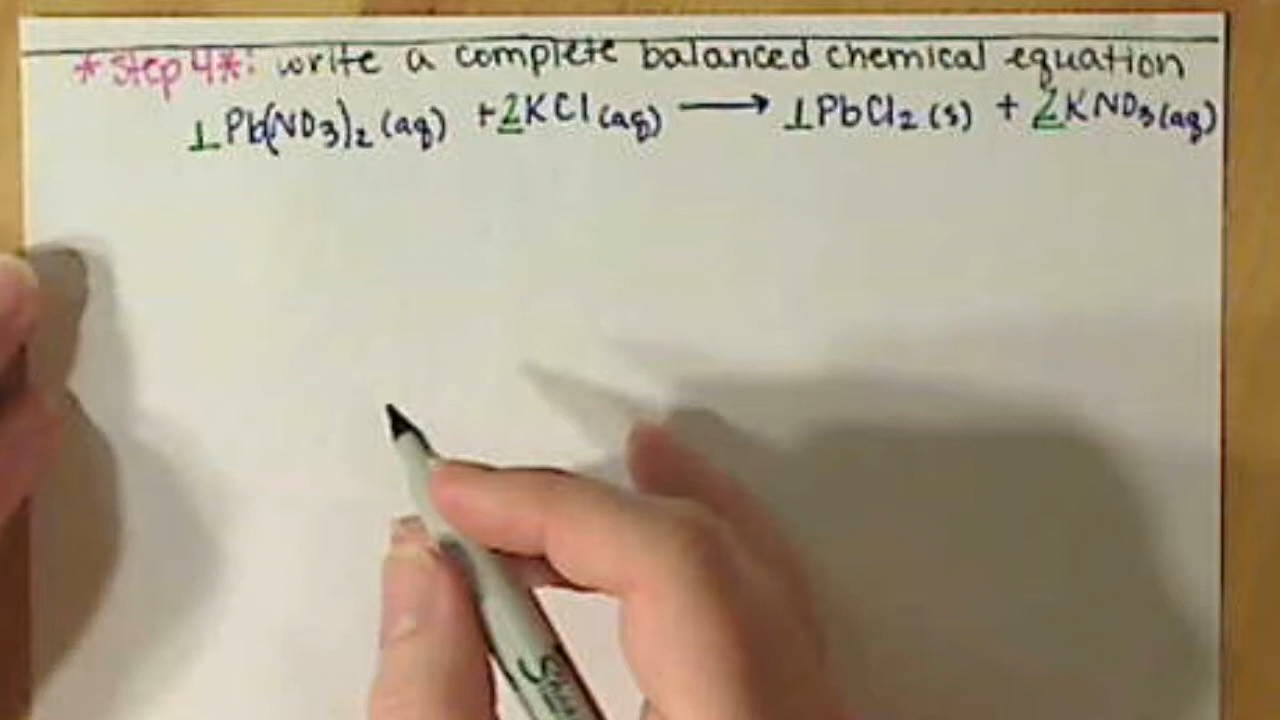 *Step 4*: write a complete balanced chemical equation
1Pb(NO3)2 (aq) + 2KCl (aq) → 1PbCl2 (s) + 2KNO3 (aq)